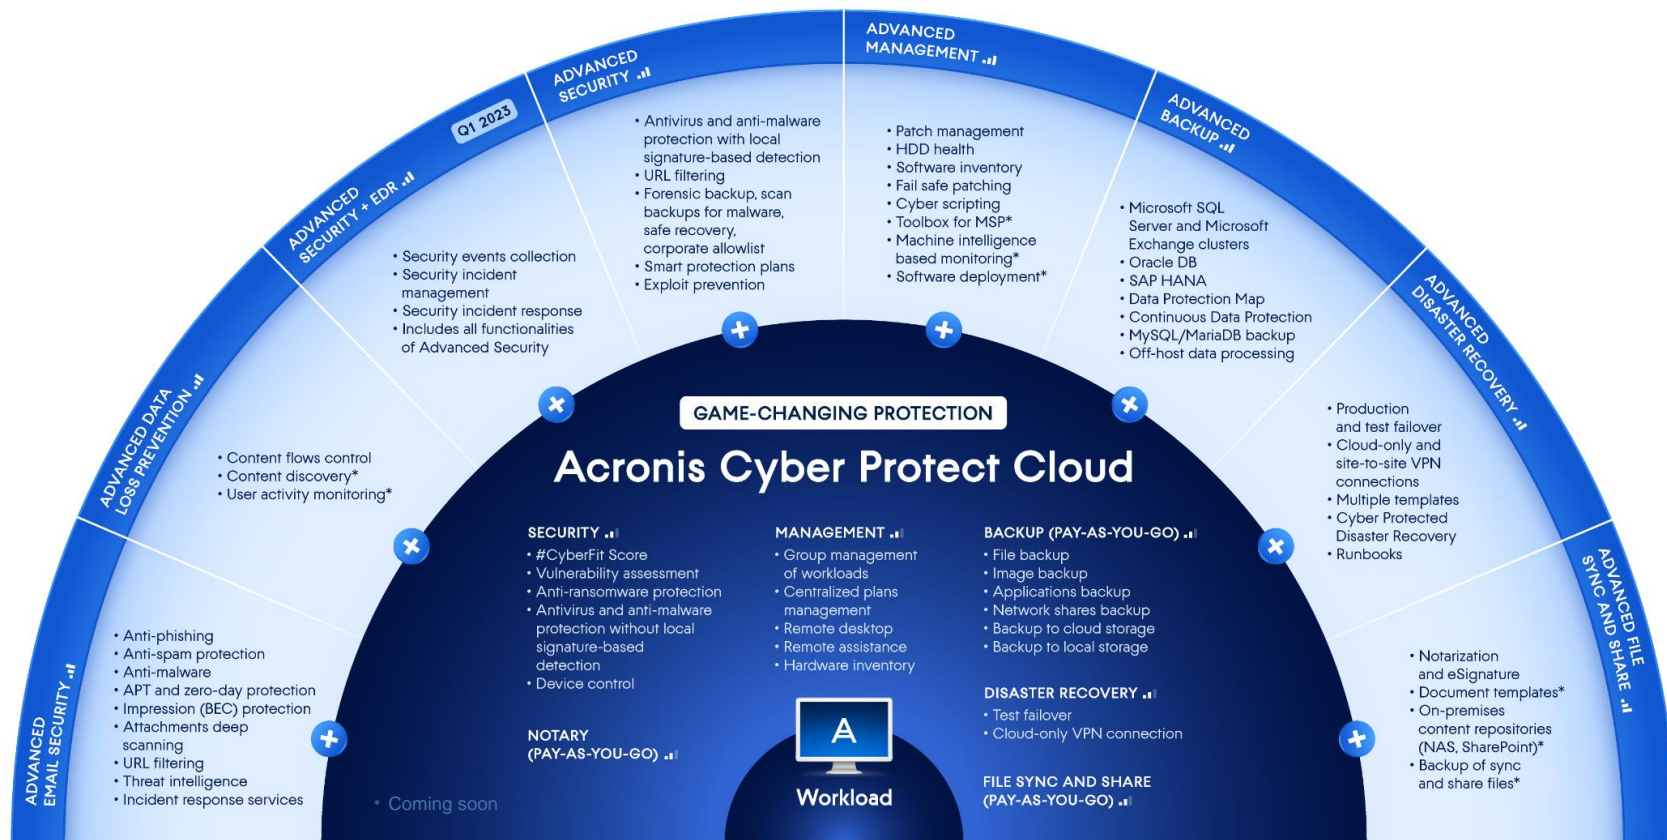 ADVANCED
EMAIL SECURITY
• Anti-phishing
• Anti-spam protection
• Anti-malware
• APT and zero-day protection
• Impression (BEC) protection
• Attachments deep
scanning
• URL filtering
• Threat intelligence
• Incident response services
ADVANCED DATA
LOSS PREVENTION
• Content flows control
• Content discovery*
• User activity monitoring*
ADVANCED
SECURITY + EDR
Q1 2023
• Security events collection
• Security incident
management
• Security incident response
• Includes all functionalities
of Advanced Security
ADVANCED
SECURITY
• Antivirus and anti-malware
protection with local
signature-based detection
• URL filtering
• Forensic backup, scan
backups for malware,
safe recovery,
corporate allowlist
• Smart protection plans
• Exploit prevention
ADVANCED
MANAGEMENT
• Patch management
• HDD health
• Software inventory
• Fail safe patching
• Cyber scripting
• Toolbox for MSP*
• Machine intelligence
based monitoring*
• Software deployment*
ADVANCED
BACKUP
• Microsoft SQL
Server and Microsoft
Exchange clusters
• Oracle DB
• SAP HANA
• Data Protection Map
• Continuous Data Protection
• MySQL/MariaDB backup
• Off-host data processing
ADVANCED
DISASTER RECOVERY
• Production
and test failover
• Cloud-only and
site-to-site VPN
connections
• Multiple templates
• Cyber Protected
Disaster Recovery
• Runbooks
ADVANCED FILE
SYNC AND SHARE
• Notarization
and eSignature
• Document templates*
• On-premises
content repositories
(NAS, SharePoint)*
• Backup of sync
and share files*
GAME-CHANGING PROTECTION
Acronis Cyber Protect Cloud
SECURITY
• #CyberFit Score
• Vulnerability assessment
• Anti-ransomware protection
• Antivirus and anti-malware
protection without local
signature-based
detection
• Device control
NOTARY
(PAY-AS-YOU-GO)
MANAGEMENT
• Group management
of workloads
• Centralized plans
management
• Remote desktop
• Remote assistance
• Hardware inventory
BACKUP (PAY-AS-YOU-GO)
• File backup
• Image backup
• Applications backup
• Network shares backup
• Backup to cloud storage
• Backup to local storage
DISASTER RECOVERY
• Test failover
• Cloud-only VPN connection
FILE SYNC AND SHARE
(PAY-AS-YOU-GO)
A
Workload
* Coming soon